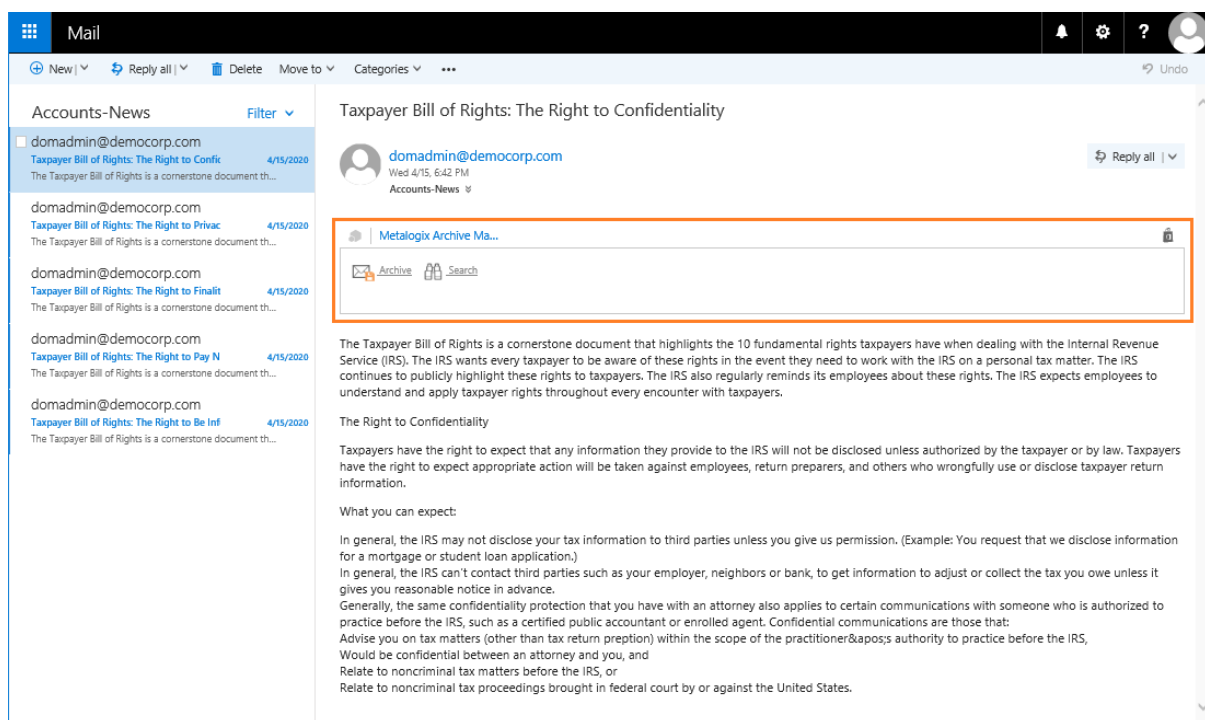 Mail
?
New
Reply all
Delete
Move to
Categories
•••
Undo
Accounts-News
Filter
domadmin@democorp.com
Taxpayer Bill of Rights: The Right to Confic 4/15/2020
The Taxpayer Bill of Rights is a cornerstone document th...
domadmin@democorp.com
Taxpayer Bill of Rights: The Right to Privac 4/15/2020
The Taxpayer Bill of Rights is a cornerstone document th...
domadmin@democorp.com
Taxpayer Bill of Rights: The Right to Finalit 4/15/2020
The Taxpayer Bill of Rights is a cornerstone document th...
domadmin@democorp.com
Taxpayer Bill of Rights: The Right to Pay N 4/15/2020
The Taxpayer Bill of Rights is a cornerstone document th...
domadmin@democorp.com
Taxpayer Bill of Rights: The Right to Be Inf 4/15/2020
The Taxpayer Bill of Rights is a cornerstone document th...
Taxpayer Bill of Rights: The Right to Confidentiality
domadmin@democorp.com
Wed 4/15, 6:42 PM
Accounts-News
Reply all
Metalogix Archive Ma...
Archive Search
The Taxpayer Bill of Rights is a cornerstone document that highlights the 10 fundamental rights taxpayers have when dealing with the Internal Revenue
Service (IRS). The IRS wants every taxpayer to be aware of these rights in the event they need to work with the IRS on a personal tax matter. The IRS
continues to publicly highlight these rights to taxpayers. The IRS also regularly reminds its employees about these rights. The IRS expects employees to
understand and apply taxpayer rights throughout every encounter with taxpayers.
The Right to Confidentiality
Taxpayers have the right to expect that any information they provide to the IRS will not be disclosed unless authorized by the taxpayer or by law. Taxpayers
have the right to expect appropriate action will be taken against employees, return preparers, and others who wrongfully use or disclose taxpayer return
information.
What you can expect:
In general, the IRS may not disclose your tax information to third parties unless you give us permission. (Example: You request that we disclose information
for a mortgage or student loan application.)
In general, the IRS can't contact third parties such as your employer, neighbors or bank, to get information to adjust or collect the tax you owe unless it
gives you reasonable notice in advance.
Generally, the same confidentiality protection that you have with an attorney also applies to certain communications with someone who is authorized to
practice before the IRS, such as a certified public accountant or enrolled agent. Confidential communications are those that:
Advise you on tax matters (other than tax return preption) within the scope of the practitioner&apos;s authority to practice before the IRS,
Would be confidential between an attorney and you, and
Relate to noncriminal tax matters before the IRS, or
Relate to noncriminal tax proceedings brought in federal court by or against the United States.